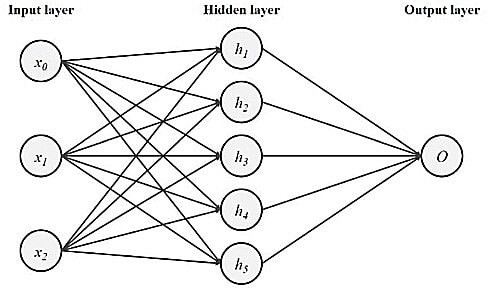 Input layer
Hidden layer
Output layer
x0
x1
x2
h1
h2
h3
h4
h5
O